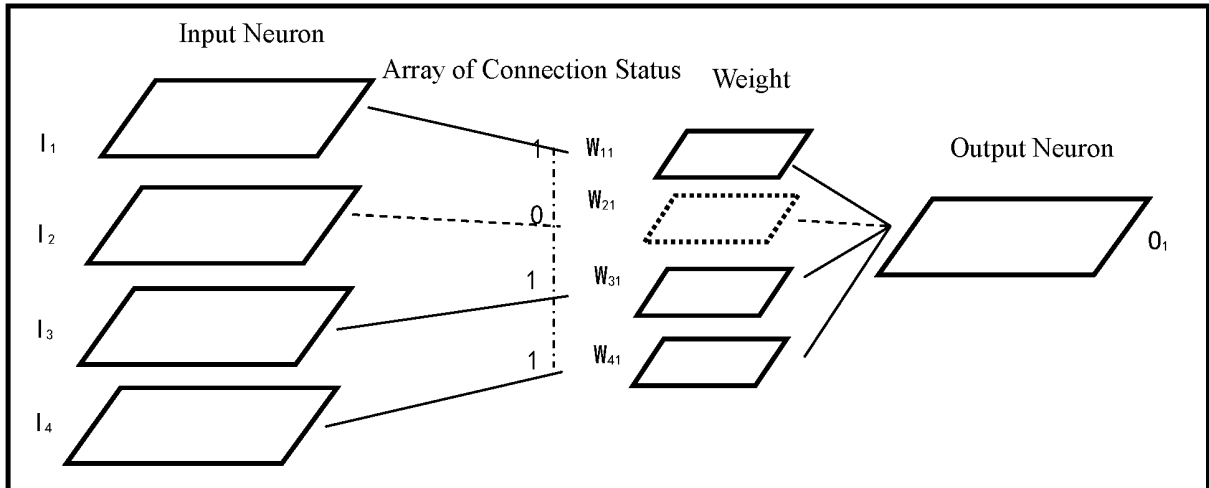 Input Neuron
Array of Connection Status
Weight
Output Neuron
I₁
1
W₁₁
I₂
0
W₂₁
O₁
I₃
1
W₃₁
I₄
1
W₄₁